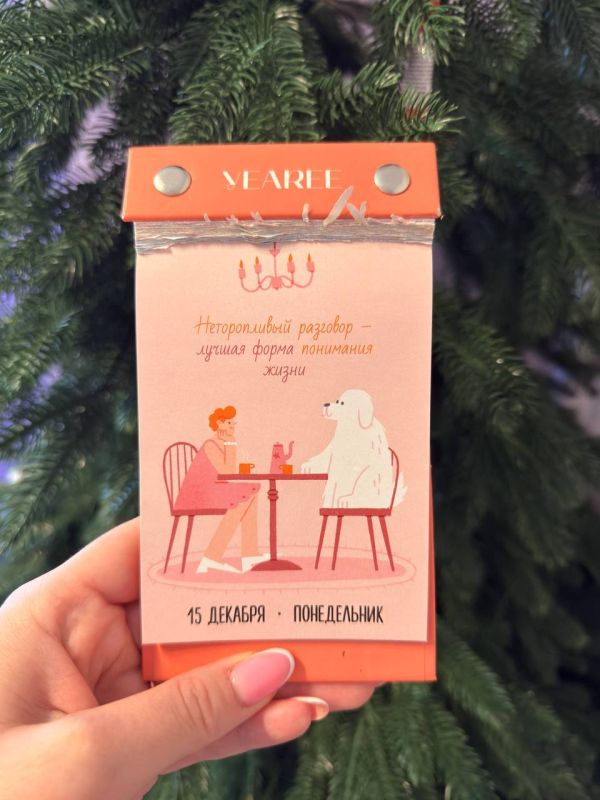 YEAREE
Неторопливый разговор –
лучшая форма понимания
жизни
15 ДЕКАБРЯ · ПОНЕДЕЛЬНИК